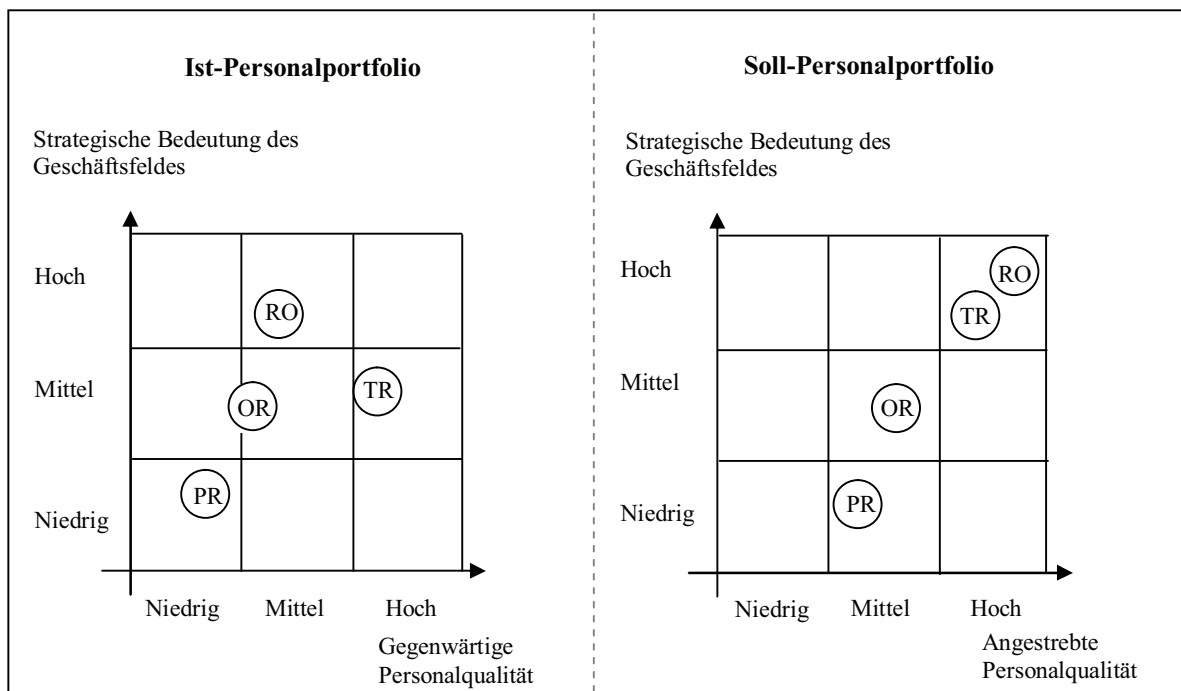 Ist-Personalportfolio
Strategische Bedeutung des
Geschäftsfeldes
Hoch
RO
Mittel
OR
TR
PR
Niedrig
Niedrig
Mittel
Hoch
Gegenwärtige
Personalqualität
Soll-Personalportfolio
Strategische Bedeutung des
Geschäftsfeldes
Hoch
RO
TR
Mittel
OR
PR
Niedrig
Niedrig
Mittel
Hoch
Angestrebte
Personalqualität